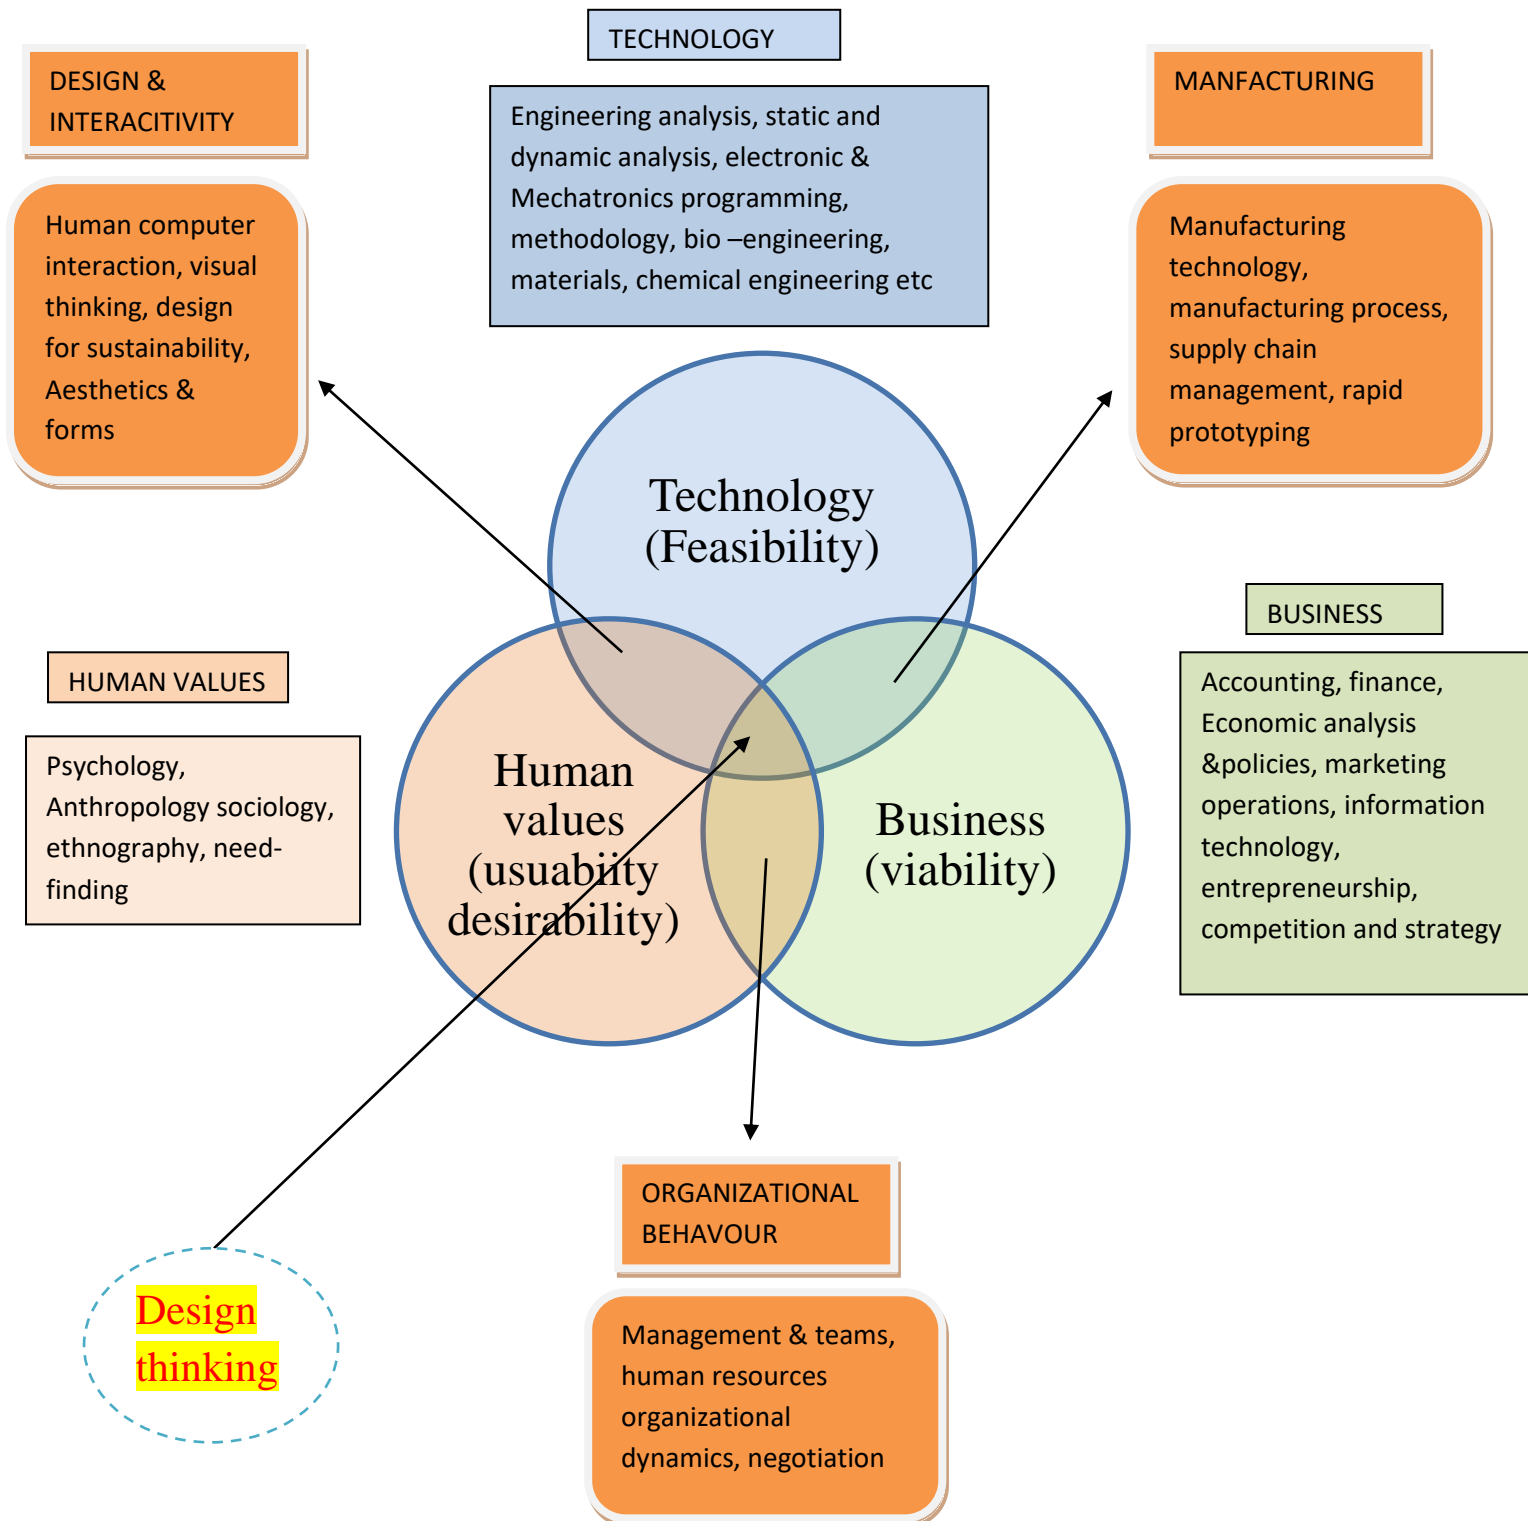 TECHNOLOGY
Engineering analysis, static and
dynamic analysis, electronic &
Mechatronics programming,
methodology, bio –engineering,
materials, chemical engineering etc
DESIGN &
INTERACITIVITY
Human computer
interaction, visual
thinking, design
for sustainability,
Aesthetics &
forms
MANFACTURING
Manufacturing
technology,
manufacturing process,
supply chain
management, rapid
prototyping
Technology
(Feasibility)
HUMAN VALUES
Psychology,
Anthropology sociology,
ethnography, need-
finding
Human
values
(usuabiity
desirability)
Business
(viability)
BUSINESS
Accounting, finance,
Economic analysis
&policies, marketing
operations, information
technology,
entrepreneurship,
competition and strategy
ORGANIZATIONAL
BEHAVOUR
Management & teams,
human resources
organizational
dynamics, negotiation
Design
thinking